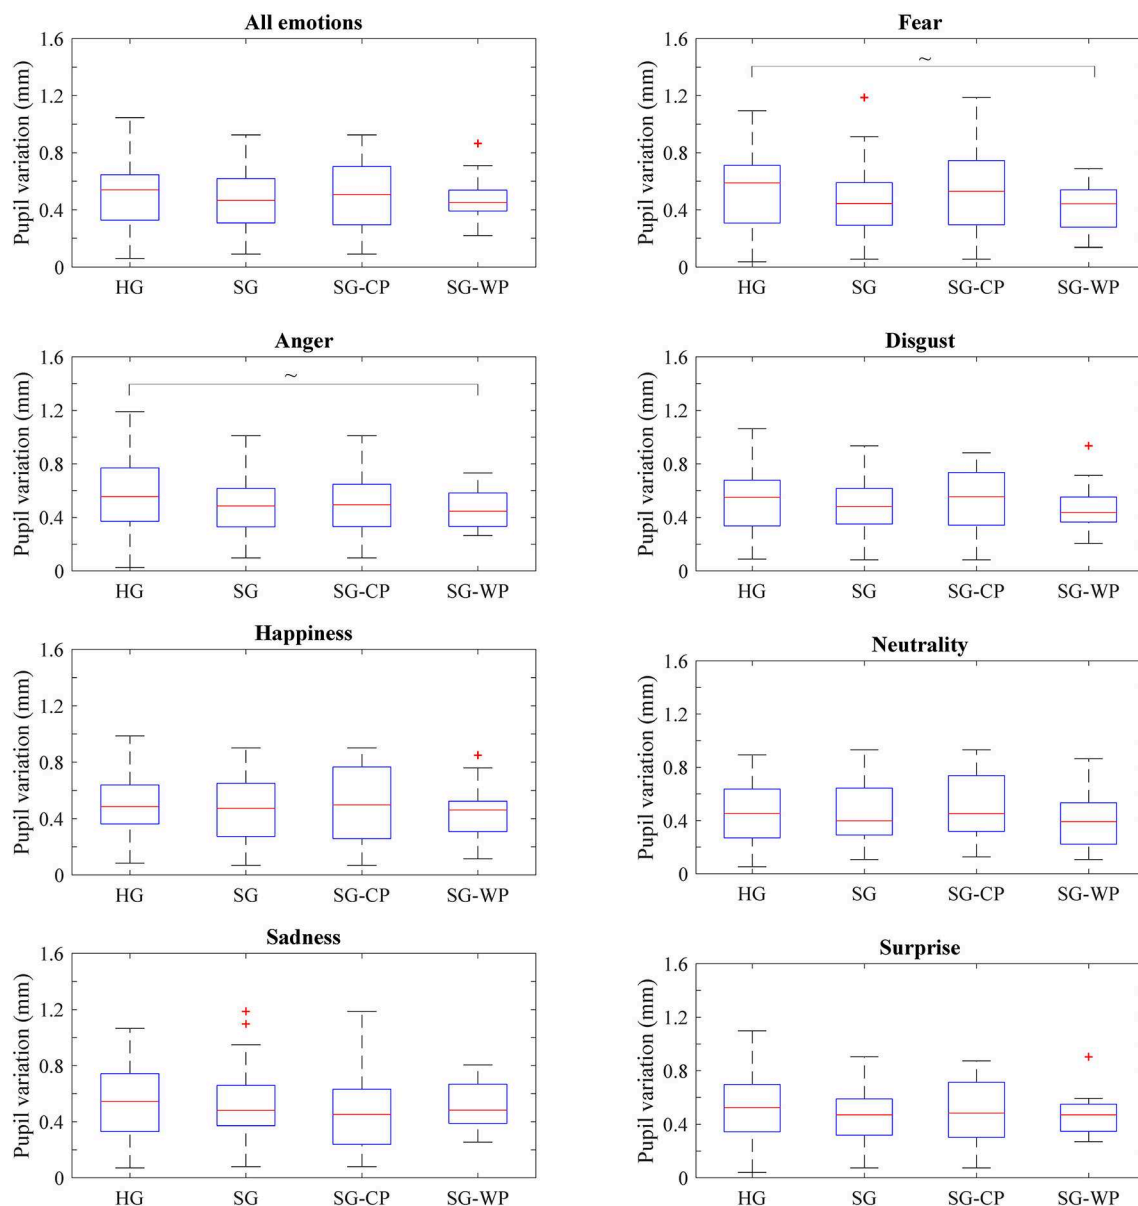 All emotions
Pupil variation (mm)
1.6
1.2
0.8
0.4
0
HG SG SG-CP SG-WP
Fear
Pupil variation (mm)
1.6
1.2
0.8
0.4
0
~
HG SG SG-CP SG-WP
Anger
Pupil variation (mm)
1.6
1.2
0.8
0.4
0
~
HG SG SG-CP SG-WP
Disgust
Pupil variation (mm)
1.6
1.2
0.8
0.4
0
HG SG SG-CP SG-WP
Happiness
Pupil variation (mm)
1.6
1.2
0.8
0.4
0
HG SG SG-CP SG-WP
Neutrality
Pupil variation (mm)
1.6
1.2
0.8
0.4
0
HG SG SG-CP SG-WP
Sadness
Pupil variation (mm)
1.6
1.2
0.8
0.4
0
HG SG SG-CP SG-WP
Surprise
Pupil variation (mm)
1.6
1.2
0.8
0.4
0
HG SG SG-CP SG-WP